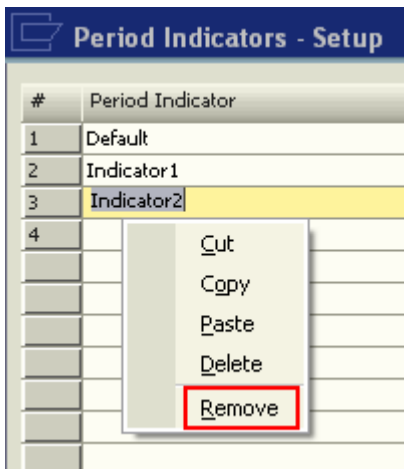 Period Indicators - Setup
# Period Indicator
1 Default
2 Indicator1
3 Indicator2
4
Cut
Copy
Paste
Delete
Remove